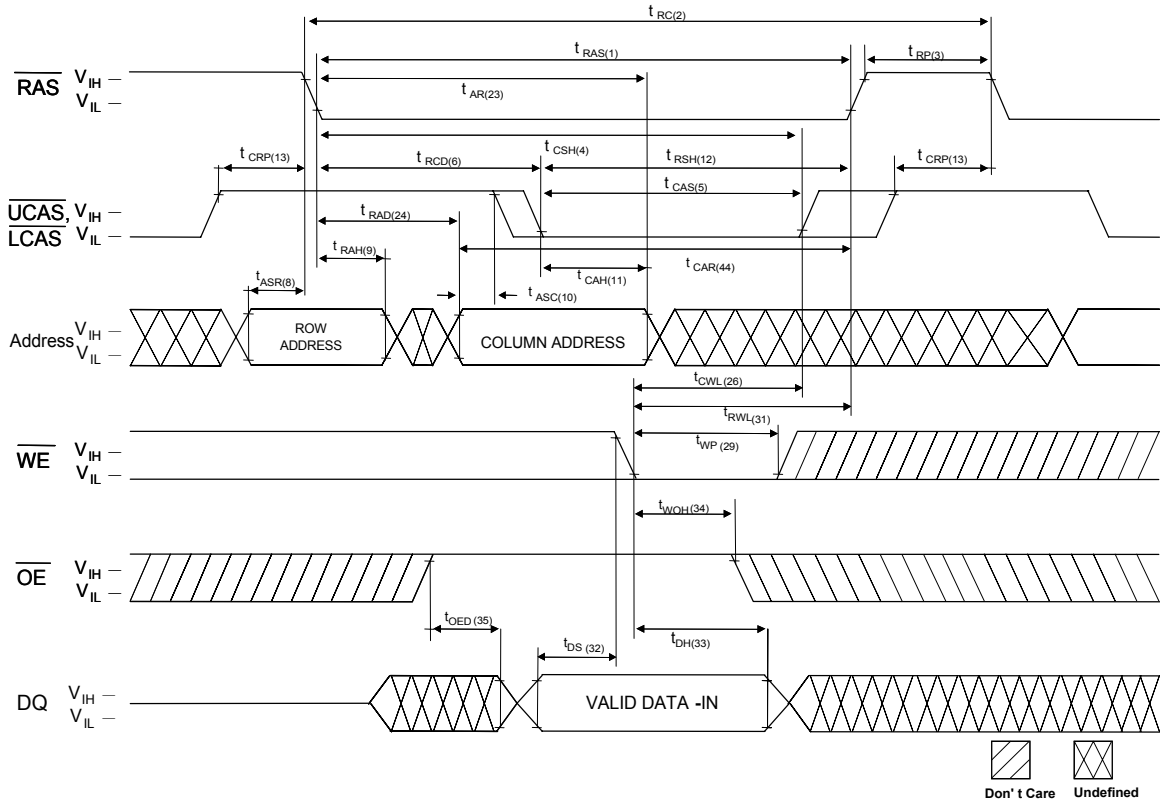 t RC(2)
t RAS(1)
t RP(3)
RAS V IH
V IL
t AR(23)
t CRP(13)
t RCD(6)
t CSH(4)
t RSH(12)
t CRP(13)
t CAS(5)
UCAS, V IH
LCAS V IL
t RAD(24)
t RAH(9)
t CAR(44)
t ASR(8)
t CAH(11)
t ASC(10)
Address V IH
V IL
ROW
ADDRESS
COLUMN ADDRESS
t CWL(26)
t RWL(31)
t WP (29)
WE V IH
V IL
t WOH(34)
OE V IH
V IL
t OED (35)
t DS (32)
t DH(33)
DQ V IH
V IL
VALID DATA -IN
Don' t Care Undefined